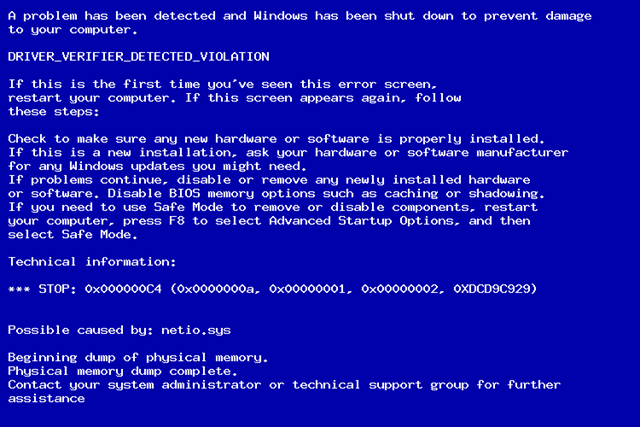 A problem has been detected and Windows has been shut down to prevent damage
to your computer.
DRIVER_VERIFIER_DETECTED_VIOLATION
If this is the first time you've seen this error screen,
restart your computer. If this screen appears again, follow
these steps:
Check to make sure any new hardware or software is properly installed.
If this is a new installation, ask your hardware or software manufacturer
for any Windows updates you might need.
If problems continue, disable or remove any newly installed hardware
or software. Disable BIOS memory options such as caching or shadowing.
If you need to use Safe Mode to remove or disable components, restart
your computer, press F8 to select Advanced Startup Options, and then
select Safe Mode.
Technical information:
*** STOP: 0x000000C4 (0x0000000a, 0x00000001, 0x00000002, 0XDCD9C929)
Possible caused by: netio.sys
Beginning dump of physical memory.
Physical memory dump complete.
Contact your system administrator or technical support group for further
assistance